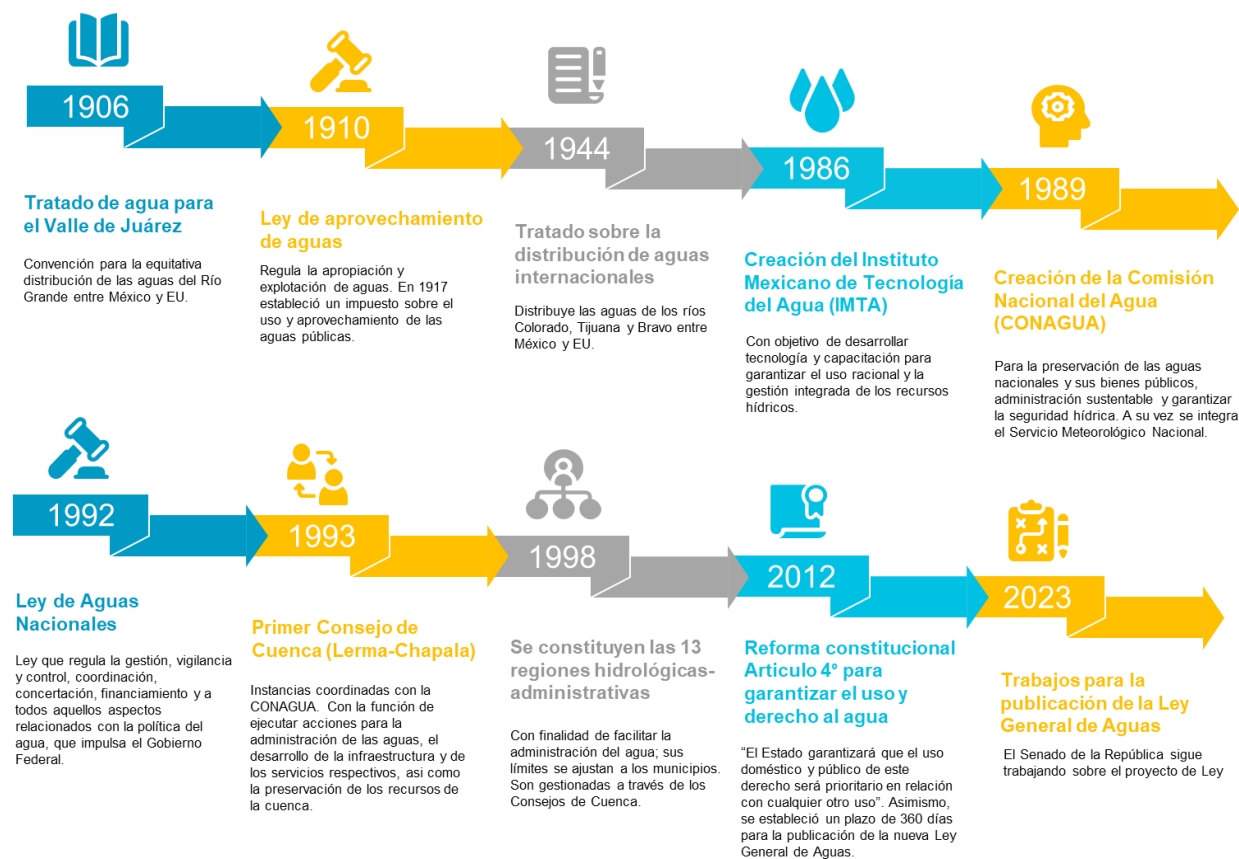 1906
Tratado de agua para
el Valle de Juárez
Convención para la equitativa
distribución de las aguas del Río
Grande entre México y EU.
1910
Ley de aprovechamiento
de aguas
Regula la apropiación y
explotación de aguas. En 1917
estableció un impuesto sobre el
uso y aprovechamiento de las
aguas públicas.
1944
Tratado sobre la
distribución de aguas
internacionales
Distribuye las aguas de los ríos
Colorado, Tijuana y Bravo entre
México y EU.
1986
Creación del Instituto
Mexicano de Tecnología
del Agua (IMTA)
Con objetivo de desarrollar
tecnología y capacitación para
garantizar el uso racional y la
gestión integrada de los recursos
hídricos.
1989
Creación de la Comisión
Nacional del Agua
(CONAGUA)
Para la preservación de las aguas
nacionales y sus bienes públicos,
administración sustentable y garantizar
la seguridad hídrica. A su vez se integra
el Servicio Meteorológico Nacional.
1992
Ley de Aguas
Nacionales
Ley que regula la gestión, vigilancia
y control, coordinación,
concertación, financiamiento y a
todos aquellos aspectos
relacionados con la política del
agua, que impulsa el Gobierno
Federal.
1993
Primer Consejo de
Cuenca (Lerma-Chapala)
Instancias coordinadas con la
CONAGUA. Con la función de
ejecutar acciones para la
administración de las aguas, el
desarrollo de la infraestructura y de
los servicios respectivos, asi como
la preservación de los recursos de
la cuenca.
1998
Se constituyen las 13
regiones hidrológicas-
administrativas
Con finalidad de facilitar la
administración del agua; sus
límites se ajustan a los municipios.
Son gestionadas a través de los
Consejos de Cuenca.
2012
Reforma constitucional
Articulo 4° para
garantizar el uso y
derecho al agua
“El Estado garantizará que el uso
doméstico y público de este
derecho será prioritario en relación
con cualquier otro uso”. Asimismo,
se estableció un plazo de 360 días
para la publicación de la nueva Ley
General de Aguas.
2023
Trabajos para la
publicación de la Ley
General de Aguas
El Senado de la República sigue
trabajando sobre el proyecto de Ley